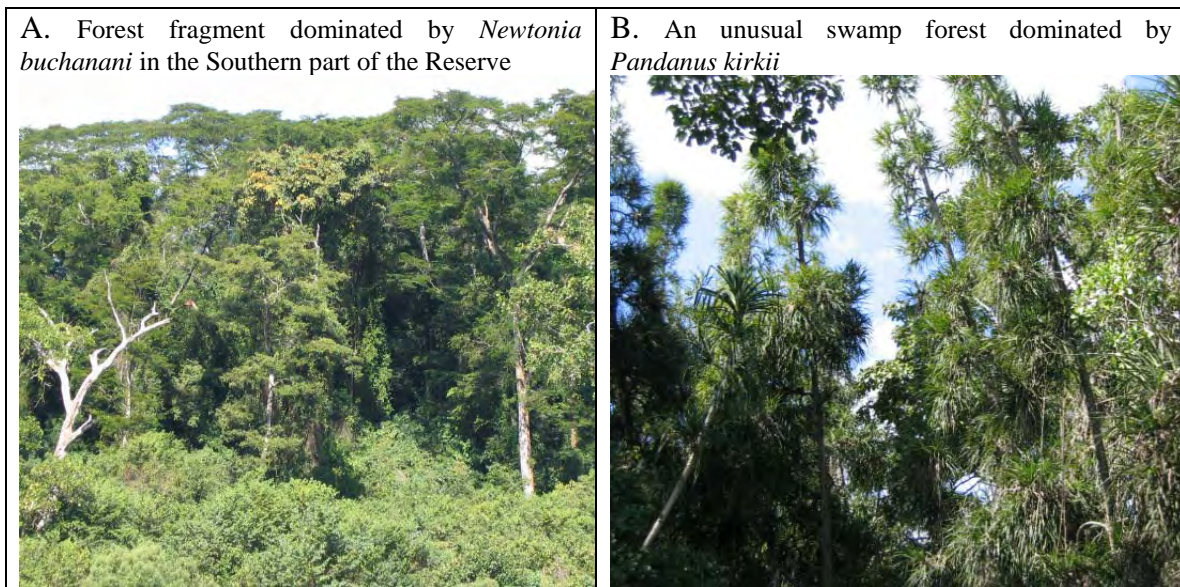 A. Forest fragment dominated by Newtonia
buchanani in the Southern part of the Reserve
B. An unusual swamp forest dominated by
Pandanus kirkii